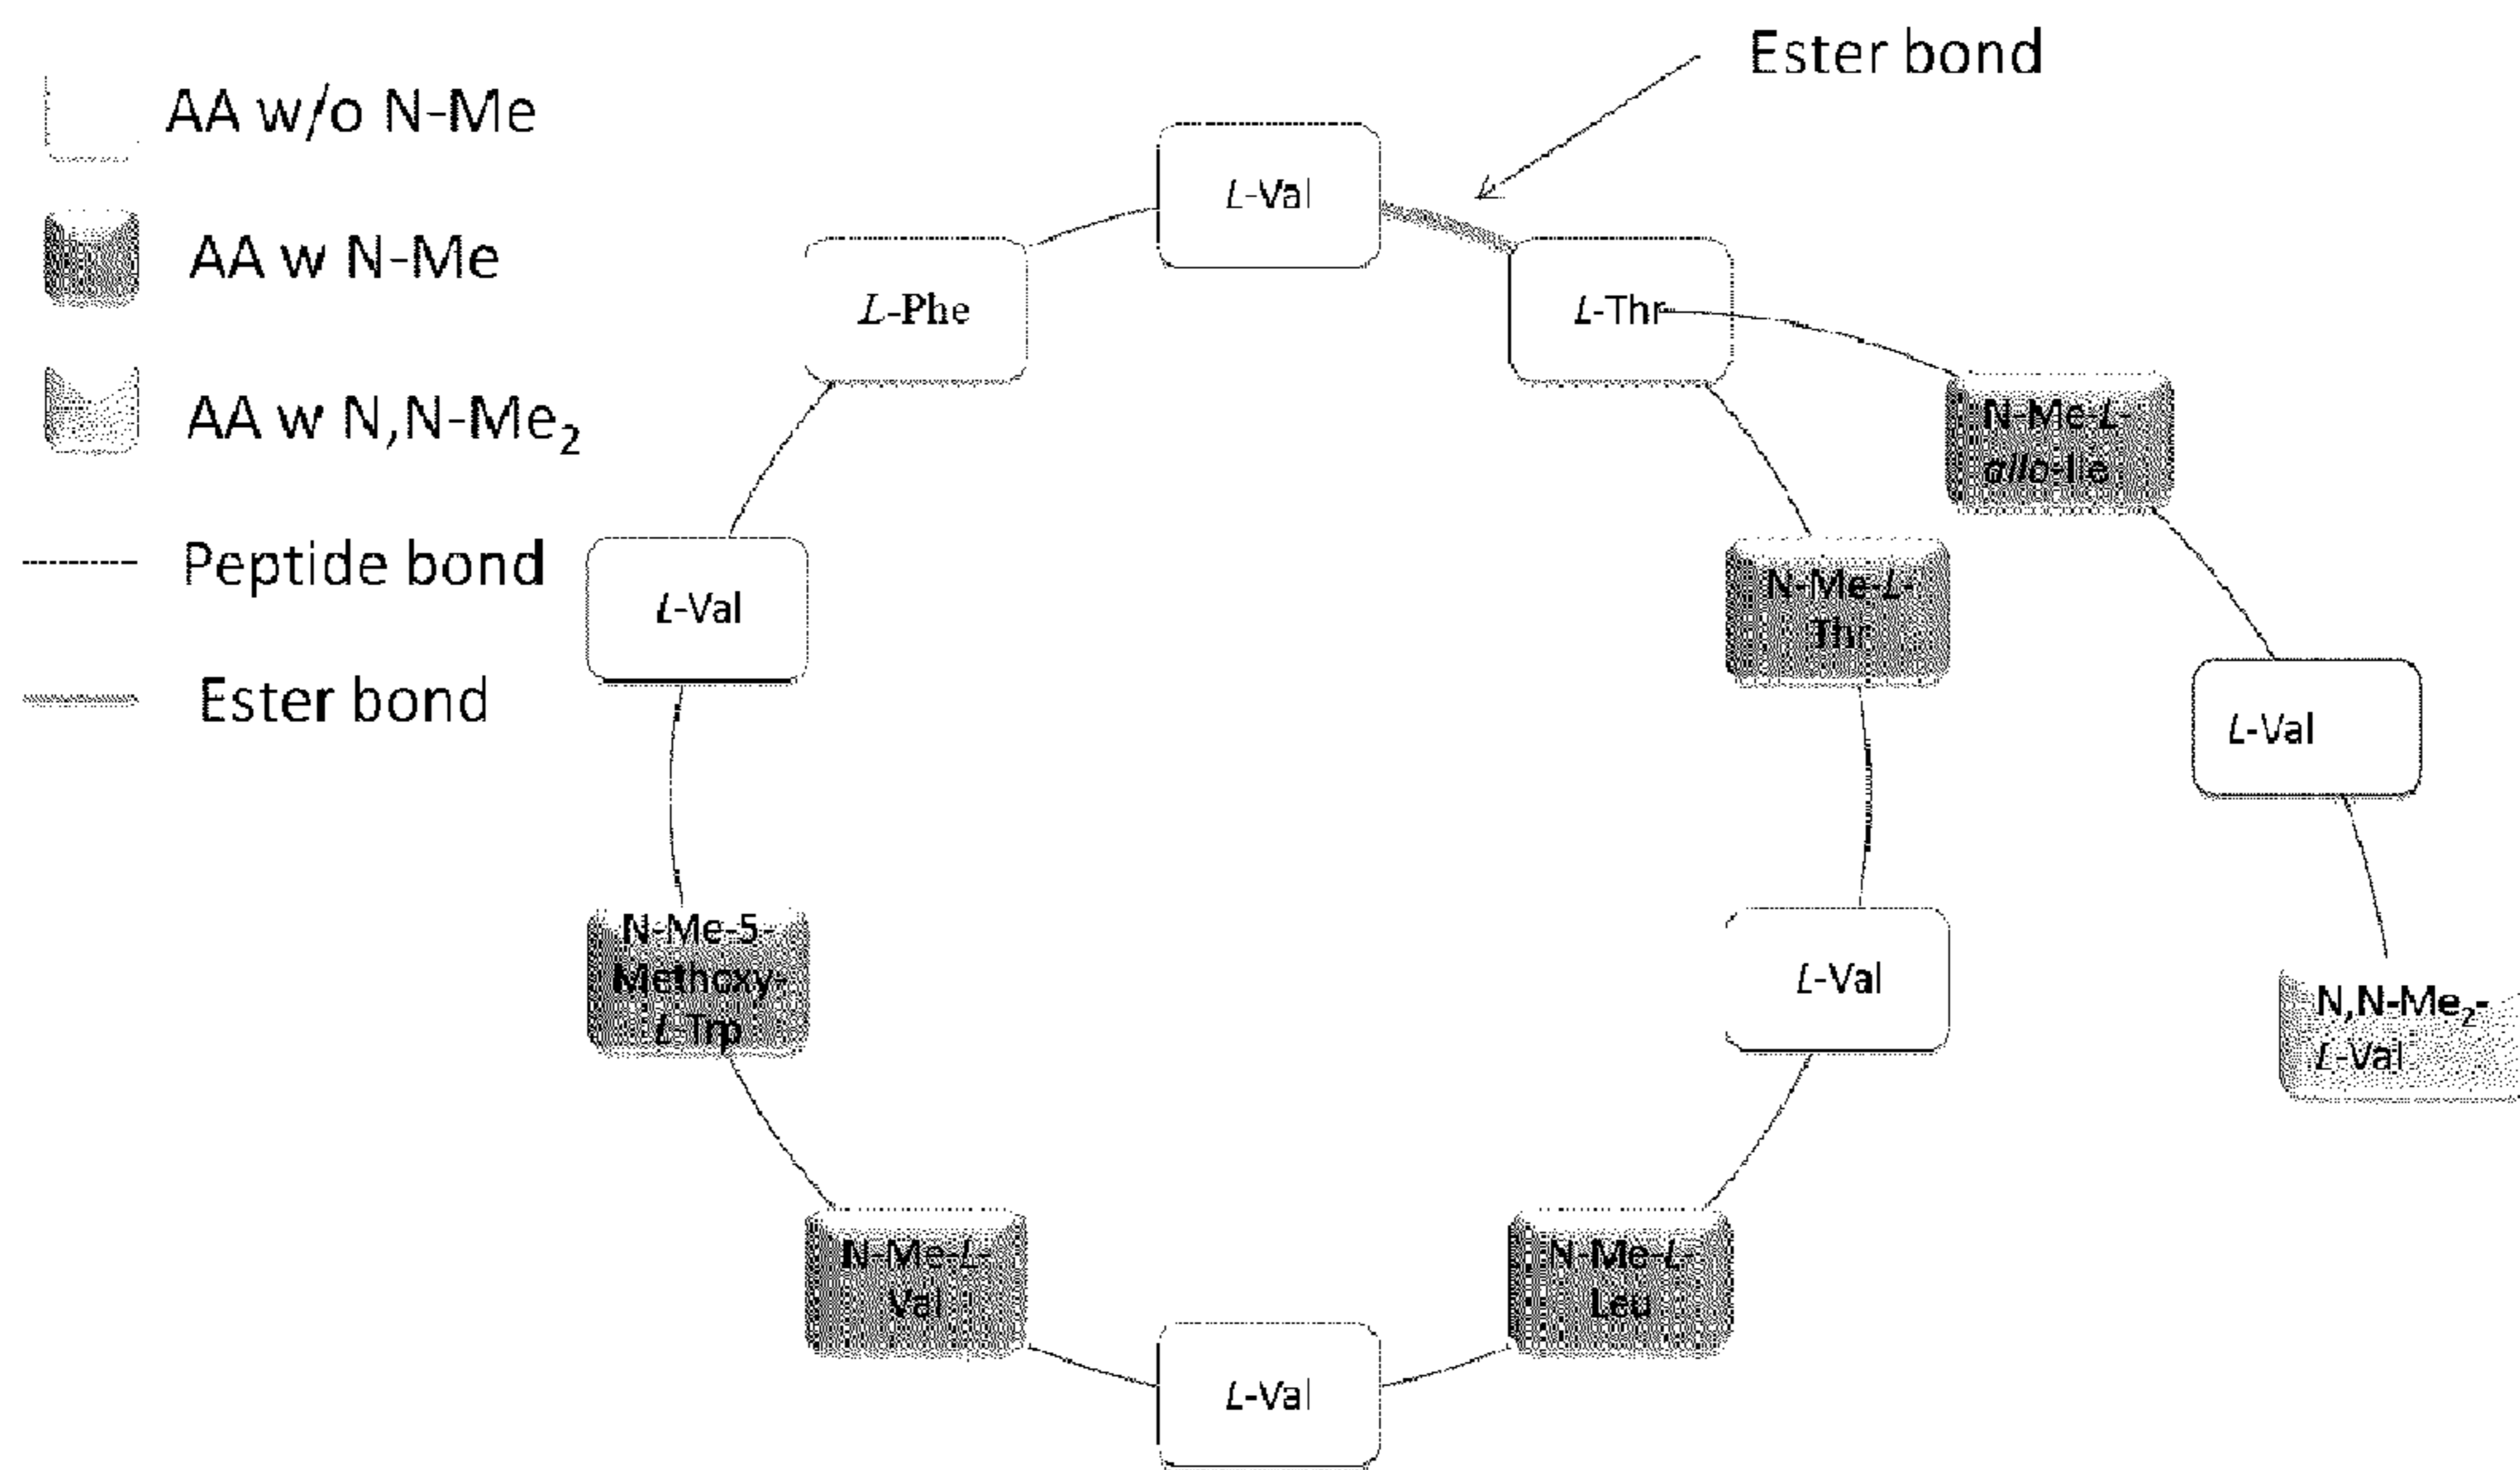 Ester bond
AA w/o N-Me
AA w N-Me
AA w N,N-Me₂
Peptide bond
Ester bond
L-Val
L-Phe
L-Thr
N-Me-L-
allo-Ile
L-Val
N-Me-L-
Thr
L-Val
N-Me-5-
Methoxy-
L-Trp
L-Val
N,N-Me₂-
L-Val
N-Me-L-
Val
N-Me-L-
Leu
L-Val